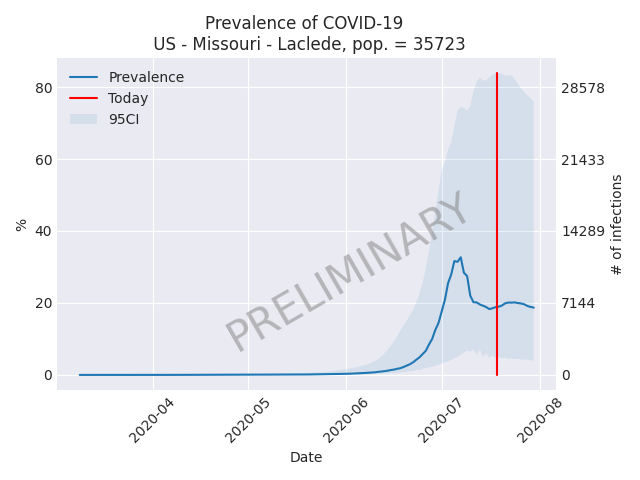 Prevalence of COVID-19
US - Missouri - Laclede, pop. = 35723
Prevalence
Today
95CI
80
60
40
20
0
%
28578
21433
14289
7144
0
# of infections
PRELIMINARY
2020-04
2020-05
2020-06
2020-07
2020-08
Date